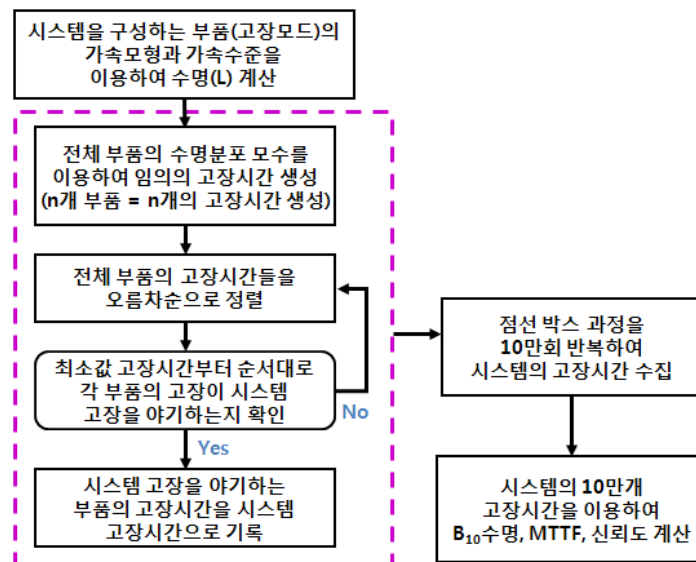 시스템을 구성하는 부품(고장모드)의
가속모형과 가속수준을
이용하여 수명(L) 계산
전체 부품의 수명분포 모수를
이용하여 임의의 고장시간 생성
(n개 부품 = n개의 고장시간 생성)
전체 부품의 고장시간들을
오름차순으로 정렬
최소값 고장시간부터 순서대로
각 부품의 고장이 시스템
고장을 야기하는지 확인
No
Yes
시스템 고장을 야기하는
부품의 고장시간을 시스템
고장시간으로 기록
점선 박스 과정을
10만회 반복하여
시스템의 고장시간 수집
시스템의 10만개
고장시간을 이용하여
B₁₀수명, MTTF, 신뢰도 계산